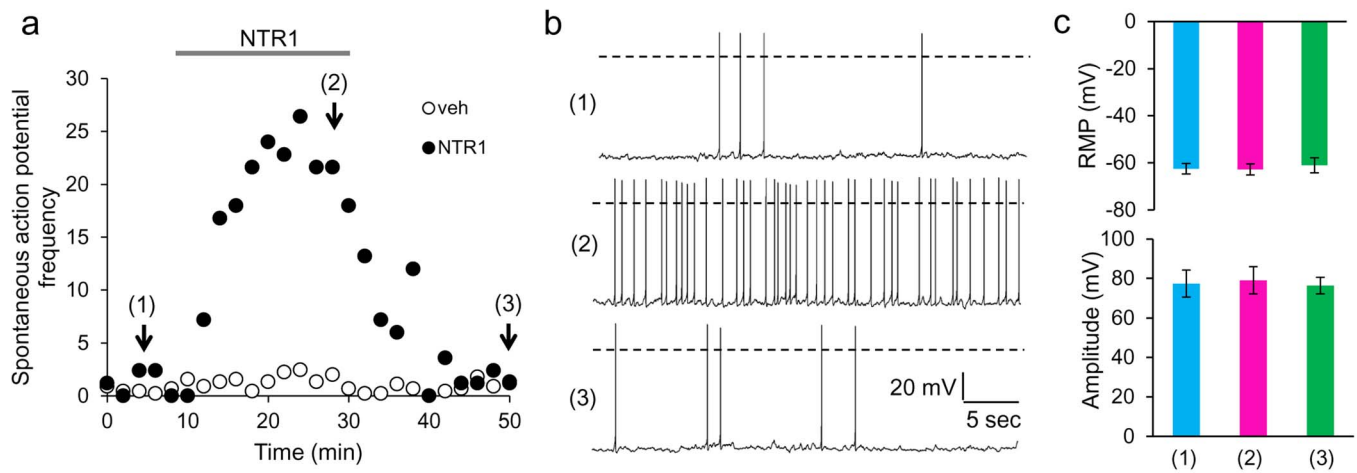 a
NTR1
Spontaneous action potential
frequency
30
25
20
15
10
5
0
(1)
(2)
(3)
veh
NTR1
0 10 20 30 40 50
Time (min)
b
(1)
(2)
(3)
20 mV
5 sec
c
RMP (mV)
0
-20
-40
-60
-80
Amplitude (mV)
100
80
60
40
20
0
(1) (2) (3)